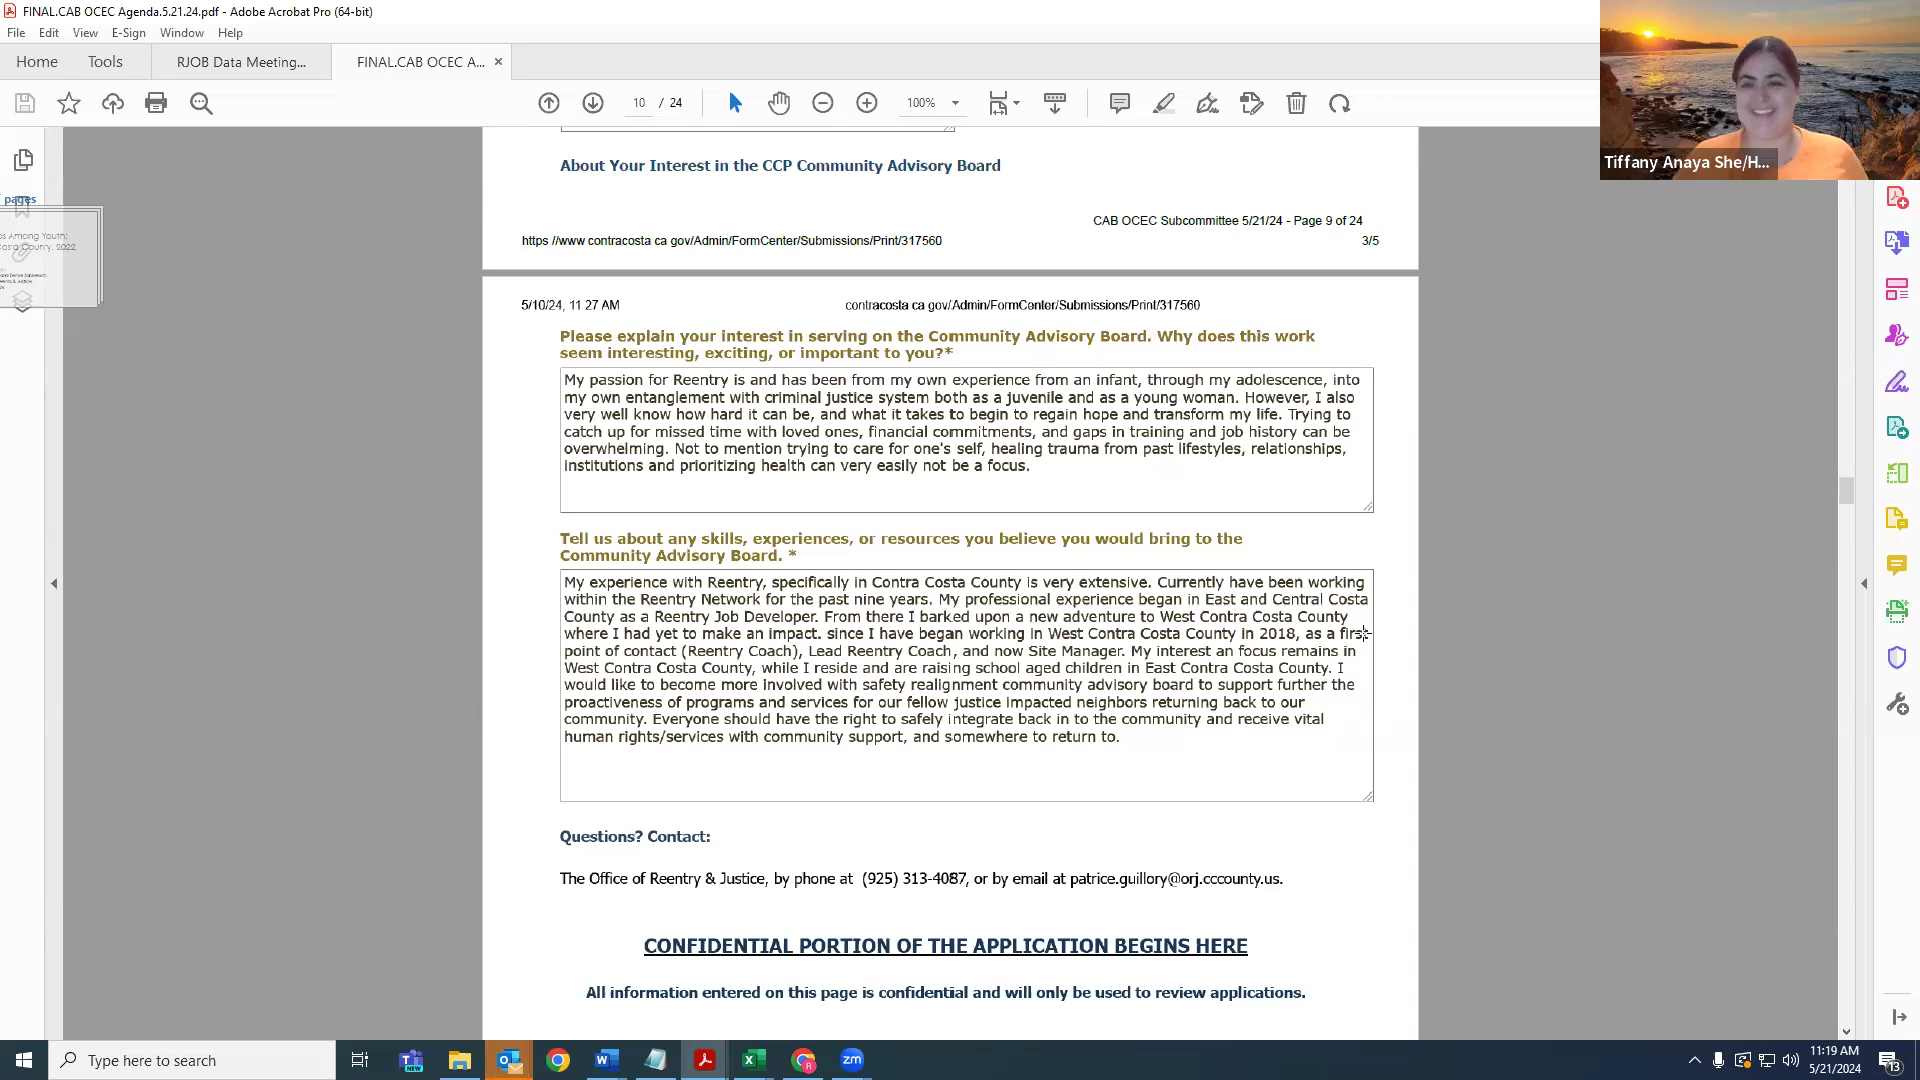 FINAL.CAB OCEC Agenda.5.21.24.pdf - Adobe Acrobat Pro (64-bit)
File Edit View E-Sign Window Help
Home Tools RJOB Data Meeting... FINAL.CAB OCEC A... ×
10 / 24 100%
Tiffany Anaya She/H...
pages
About Your Interest in the CCP Community Advisory Board
CAB OCEC Subcommittee 5/21/24 - Page 9 of 24
https //www contracosta ca gov/Admin/FormCenter/Submissions/Print/317560 3/5
5/10/24, 11 27 AM contracosta ca gov/Admin/FormCenter/Submissions/Print/317560
Please explain your interest in serving on the Community Advisory Board. Why does this work
seem interesting, exciting, or important to you?*
My passion for Reentry is and has been from my own experience from an infant, through my adolescence, into
my own entanglement with criminal justice system both as a juvenile and as a young woman. However, I also
very well know how hard it can be, and what it takes to begin to regain hope and transform my life. Trying to
catch up for missed time with loved ones, financial commitments, and gaps in training and job history can be
overwhelming. Not to mention trying to care for one's self, healing trauma from past lifestyles, relationships,
institutions and prioritizing health can very easily not be a focus.
Tell us about any skills, experiences, or resources you believe you would bring to the
Community Advisory Board. *
My experience with Reentry, specifically in Contra Costa County is very extensive. Currently have been working
within the Reentry Network for the past nine years. My professional experience began in East and Central Costa
County as a Reentry Job Developer. From there I barked upon a new adventure to West Contra Costa County
where I had yet to make an impact. since I have began working in West Contra Costa County in 2018, as a first
point of contact (Reentry Coach), Lead Reentry Coach, and now Site Manager. My interest an focus remains in
West Contra Costa County, while I reside and are raising school aged children in East Contra Costa County. I
would like to become more involved with safety realignment community advisory board to support further the
proactiveness of programs and services for our fellow justice impacted neighbors returning back to our
community. Everyone should have the right to safely integrate back in to the community and receive vital
human rights/services with community support, and somewhere to return to.
Questions? Contact:
The Office of Reentry & Justice, by phone at (925) 313-4087, or by email at patrice.guillory@orj.cccounty.us.
CONFIDENTIAL PORTION OF THE APPLICATION BEGINS HERE
All information entered on this page is confidential and will only be used to review applications.
Type here to search
11:19 AM
5/21/2024
13